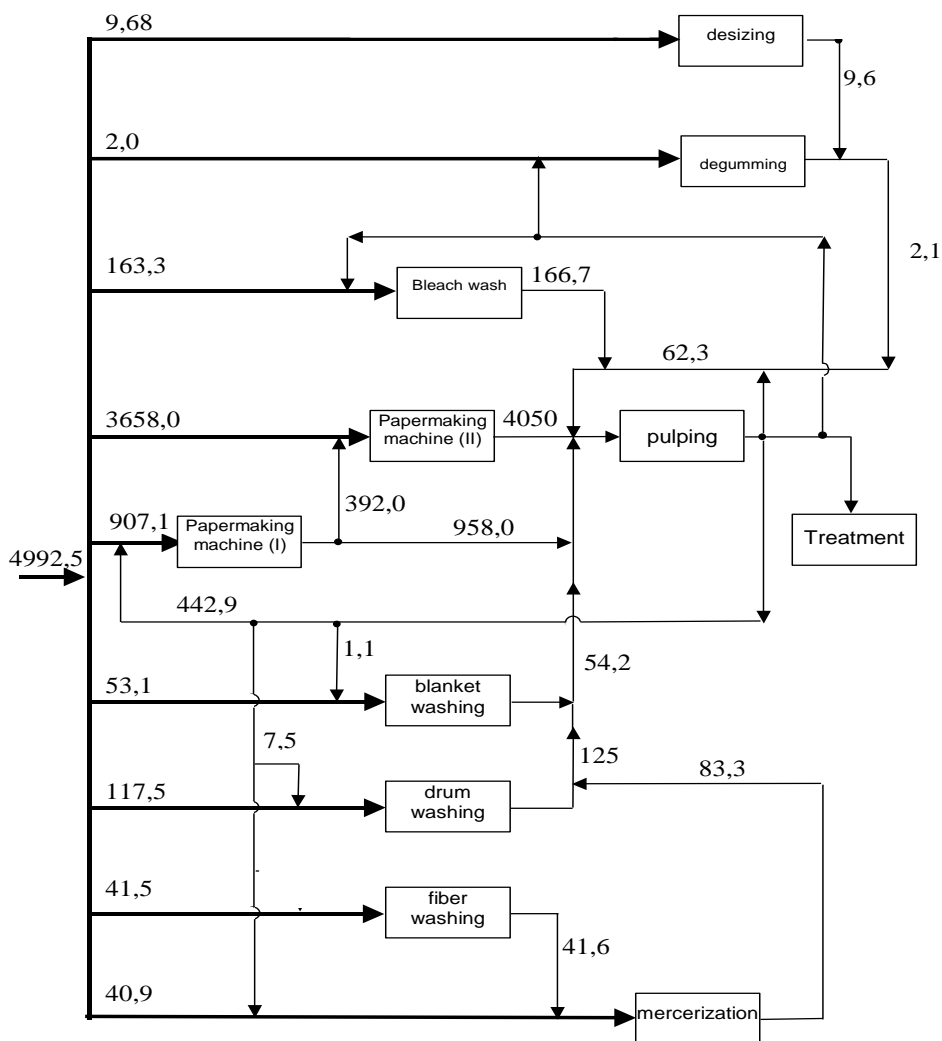 9,68
desizing
9,6
2,0
degumming
2,1
163,3
Bleach wash
166,7
62,3
3658,0
Papermaking
machine (II)
4050
pulping
392,0
907,1
Papermaking
machine (I)
958,0
Treatment
4992,5
442,9
1,1
54,2
53,1
blanket
washing
7,5
125
83,3
117,5
drum
washing
41,5
fiber
washing
41,6
40,9
mercerization